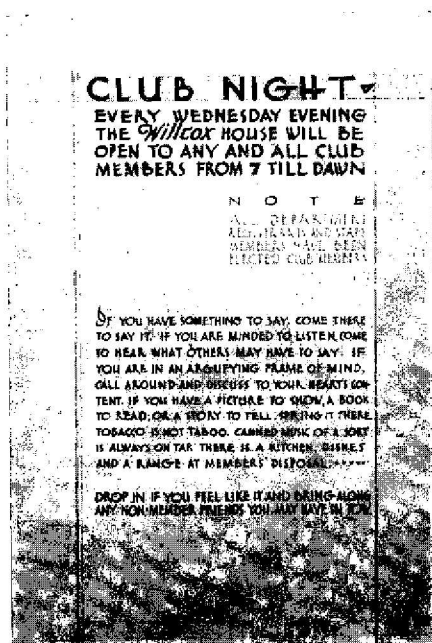 CLUB NIGHT
EVERY WEDNESDAY EVENING
THE Willcox HOUSE WILL BE
OPEN TO ANY AND ALL CLUB
MEMBERS FROM 7 TILL DAWN
NOTE
ALL DEPARTMENT
REGISTRANTS AND STAFF
MEMBERS HAVE BEEN
ELECTED CLUB MEMBERS
IF YOU HAVE SOMETHING TO SAY, COME THERE
TO SAY IT. IF YOU ARE MINDED TO LISTEN, COME
TO HEAR WHAT OTHERS MAY HAVE TO SAY. IF
YOU ARE IN AN ARGUFYING FRAME OF MIND,
CALL AROUND AND DISCUSS TO YOUR HEARTS CON
TENT. IF YOU HAVE A PICTURE TO SHOW, A BOOK
TO READ, OR A STORY TO TELL, SPRING IT THERE.
TOBACCO IS NOT TABOO. CANNED MUSIC OF A SORT
IS ALWAYS ON TAP. THERE IS A KITCHEN, DISHES
AND A RANGE AT MEMBERS' DISPOSAL.....
DROP IN IF YOU FEEL LIKE IT AND BRING ALONG
ANY NON-MEMBER FRIENDS YOU MAY HAVE IN TOW